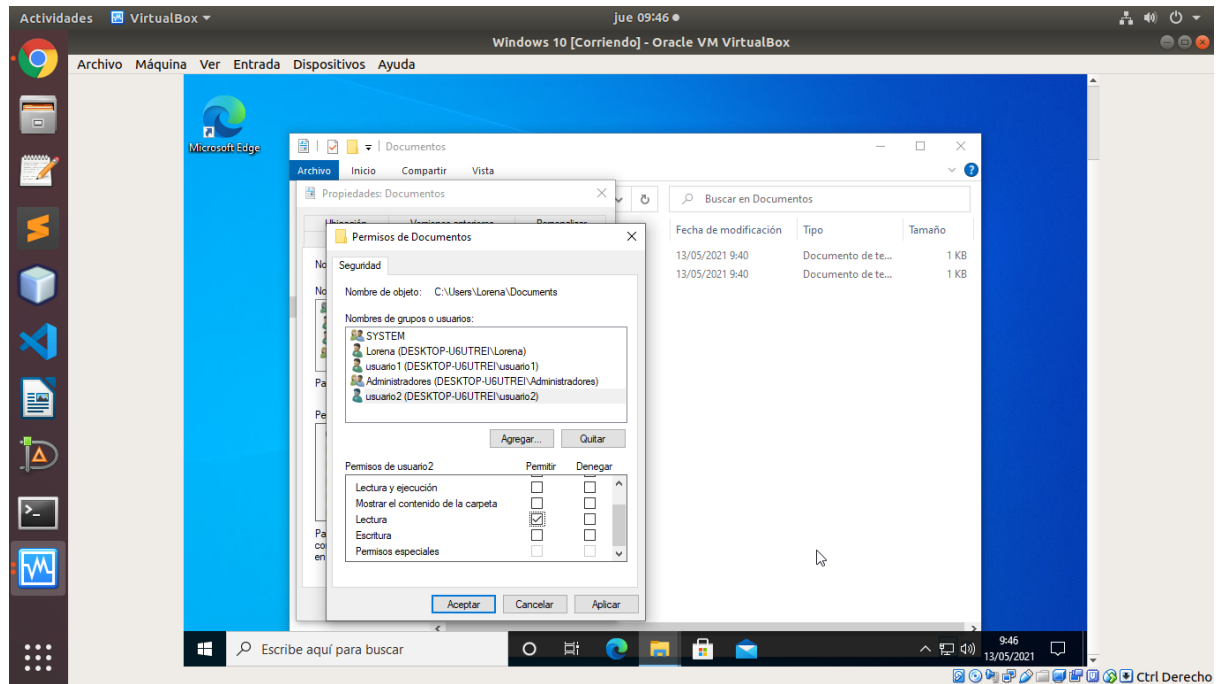 Actividades VirtualBox jue 09:46
Windows 10 [Corriendo] - Oracle VM VirtualBox
Archivo Máquina Ver Entrada Dispositivos Ayuda
Microsoft Edge
Documentos
Archivo Inicio Compartir Vista
Propiedades: Documentos
Buscar en Documentos
Ubicación Versiones anteriores Personalizar
Permisos de Documentos
Fecha de modificación Tipo Tamaño
13/05/2021 9:40 Documento de te... 1 KB
13/05/2021 9:40 Documento de te... 1 KB
Seguridad
Nombre de objeto: C:\Users\Lorena\Documents
Nombres de grupos o usuarios:
SYSTEM
Lorena (DESKTOP-U6UTREI\Lorena)
usuario1 (DESKTOP-U6UTREI\usuario1)
Administradores (DESKTOP-U6UTREI\Administradores)
usuario2 (DESKTOP-U6UTREI\usuario2)
Agregar... Quitar
Permisos de usuario2 Permitir Denegar
Lectura y ejecución
Mostrar el contenido de la carpeta
Lectura
Escritura
Permisos especiales
Aceptar Cancelar Aplicar
Escribe aquí para buscar
9:46
13/05/2021
Ctrl Derecho